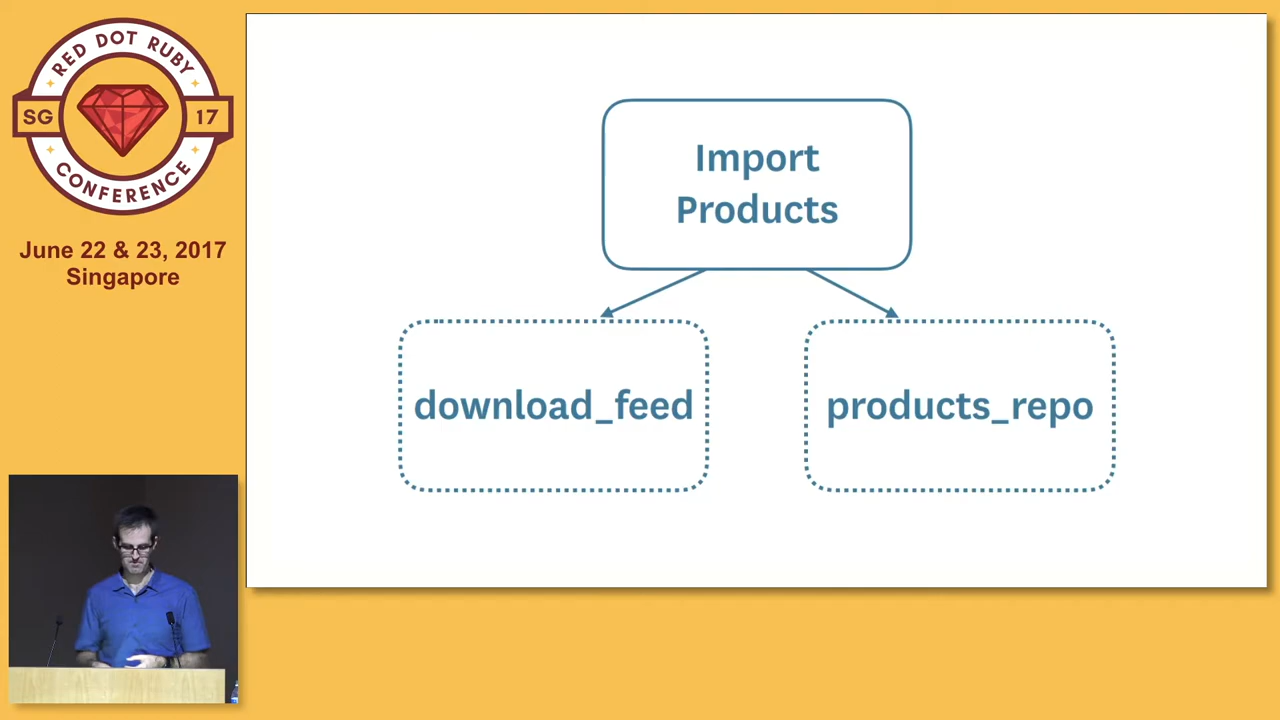 RED DOT RUBY
SG
17
CONFERENCE
June 22 & 23, 2017
Singapore
Import
Products
download_feed
products_repo